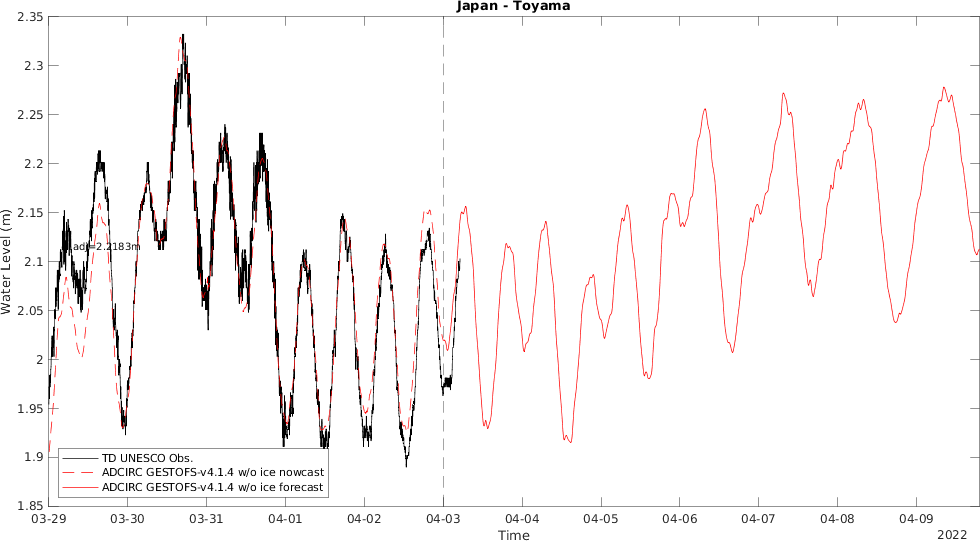 Japan - Toyama
2.35
2.3
2.25
2.2
2.15
2.1
2.05
2
1.95
1.9
1.85
Water Level (m)
=2.2183m
TD UNESCO Obs.
ADCIRC GESTOFS-v4.1.4 w/o ice nowcast
ADCIRC GESTOFS-v4.1.4 w/o ice forecast
03-29 03-30 03-31 04-01 04-02 04-03 04-04 04-05 04-06 04-07 04-08 04-09
Time
2022